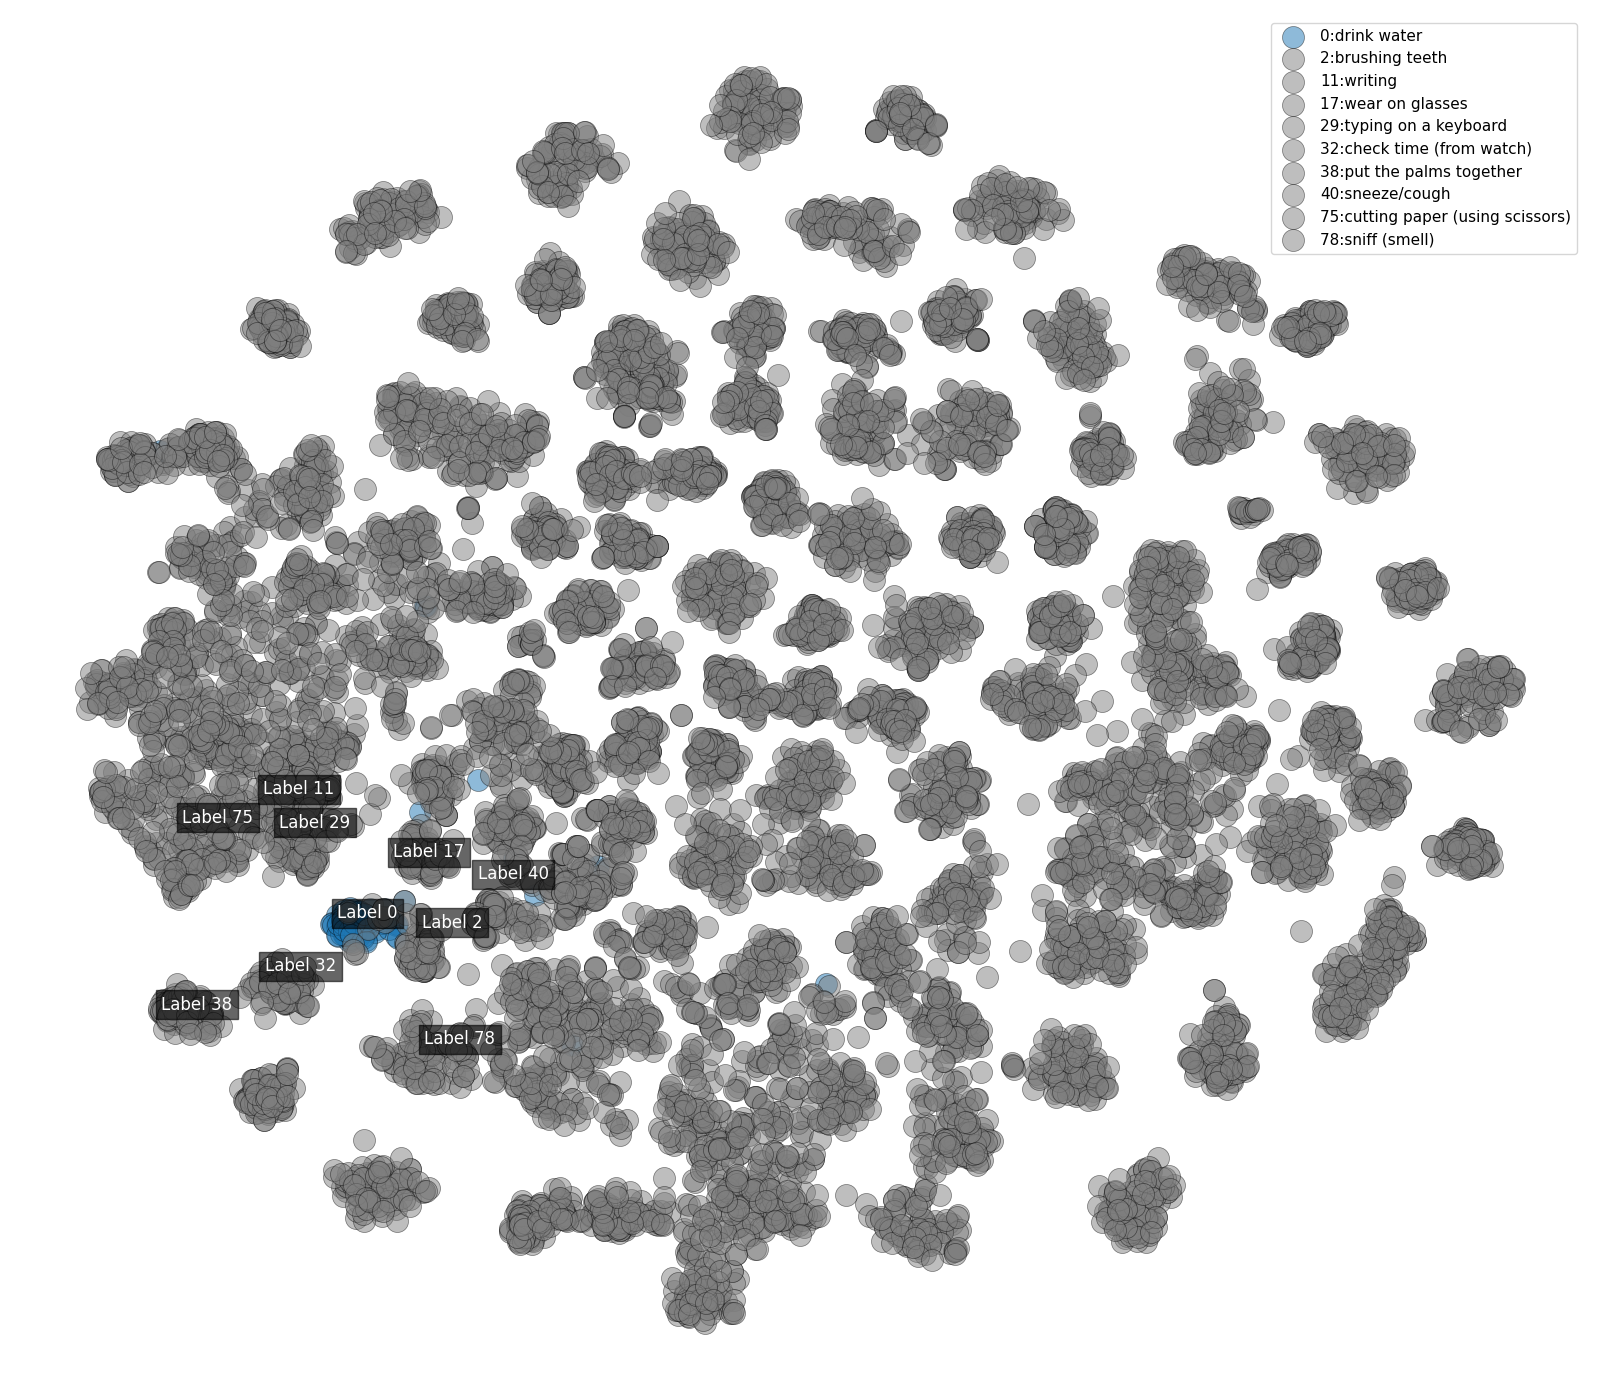 0:drink water
2:brushing teeth
11:writing
17:wear on glasses
29:typing on a keyboard
32:check time (from watch)
38:put the palms together
40:sneeze/cough
75:cutting paper (using scissors)
78:sniff (smell)
Label 11
Label 75
Label 29
Label 17
Label 40
Label 0
Label 2
Label 32
Label 38
Label 78